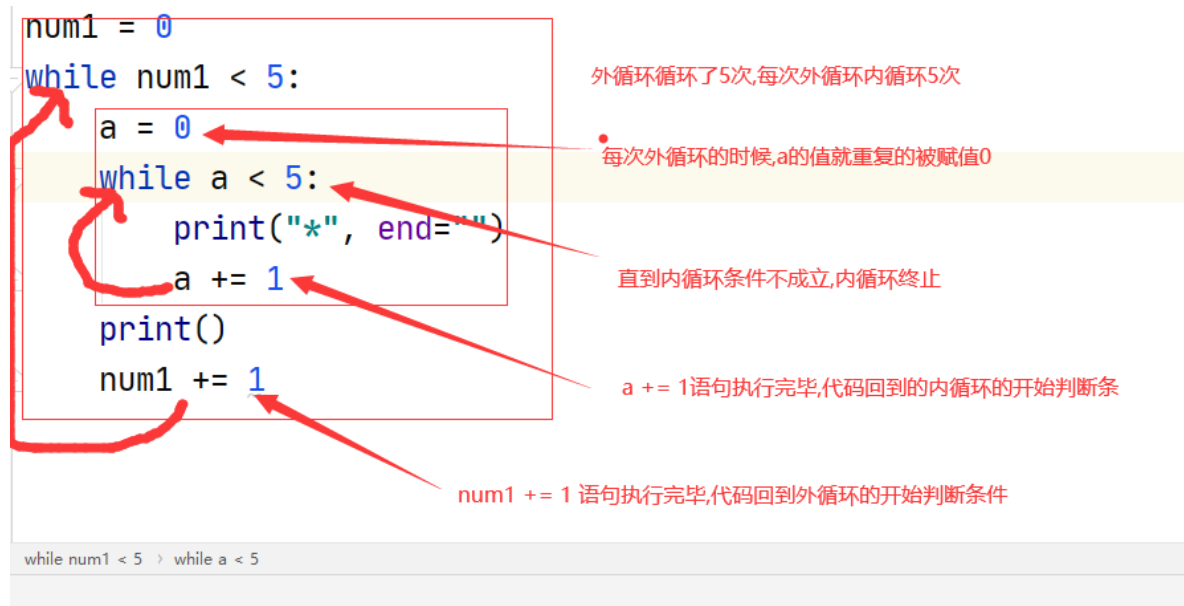 num1 = 0
while num1 < 5:
外循环循环了5次,每次外循环内循环5次
a = 0
每次外循环的时候,a的值就重复的被赋值0
while a < 5:
print("*", end="")
直到内循环条件不成立,内循环终止
a += 1
print()
num1 += 1
a += 1语句执行完毕,代码回到的内循环的开始判断条
num1 += 1 语句执行完毕,代码回到外循环的开始判断条件
while num1 < 5 › while a < 5